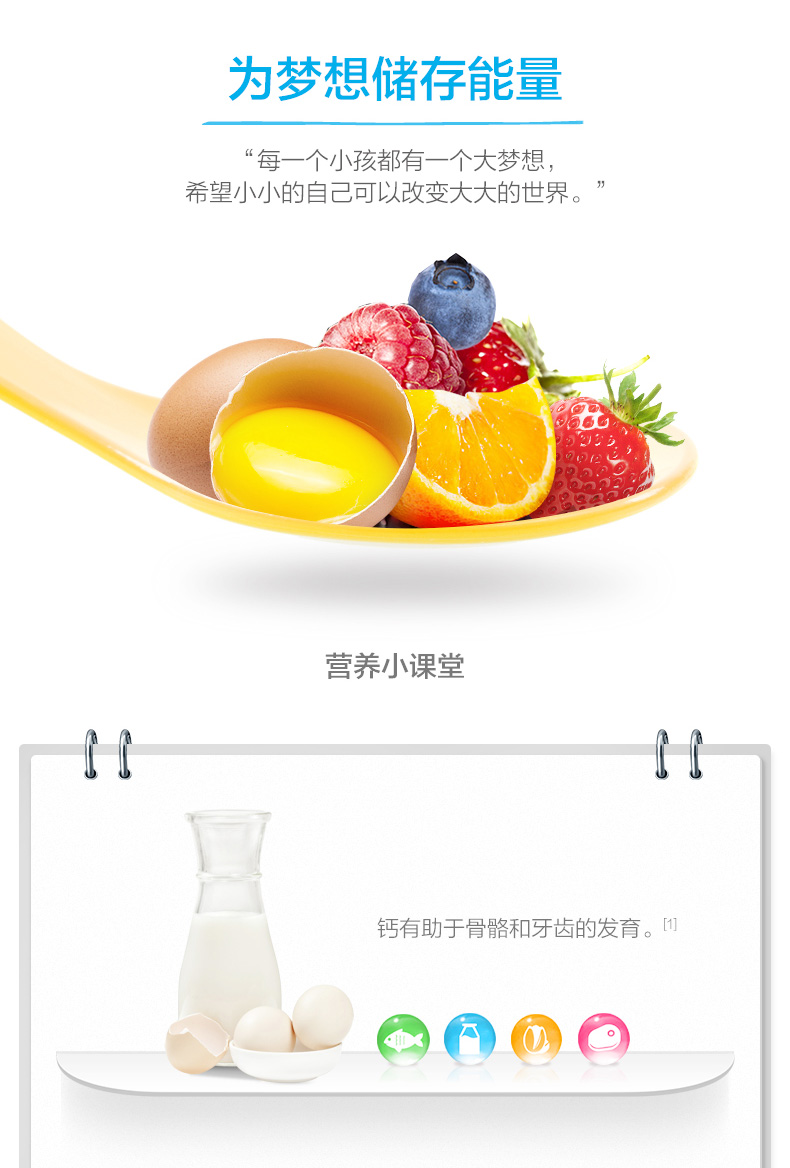 为梦想储存能量
“每一个小孩都有一个大梦想，
希望小小的自己可以改变大大的世界。”
营养小课堂
钙有助于骨骼和牙齿的发育。[1]